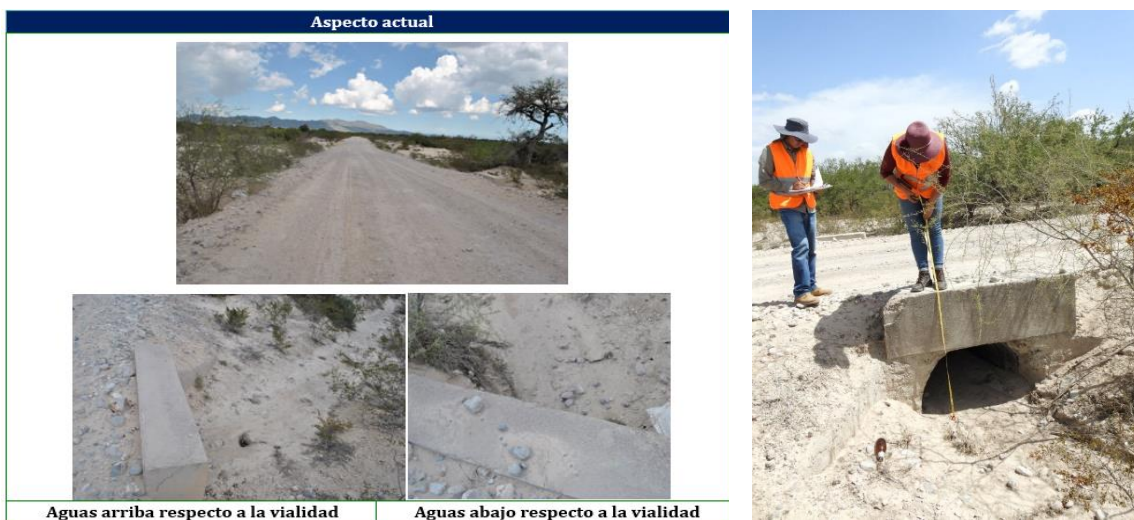 Aspecto actual
Aguas arriba respecto a la vialidad
Aguas abajo respecto a la vialidad